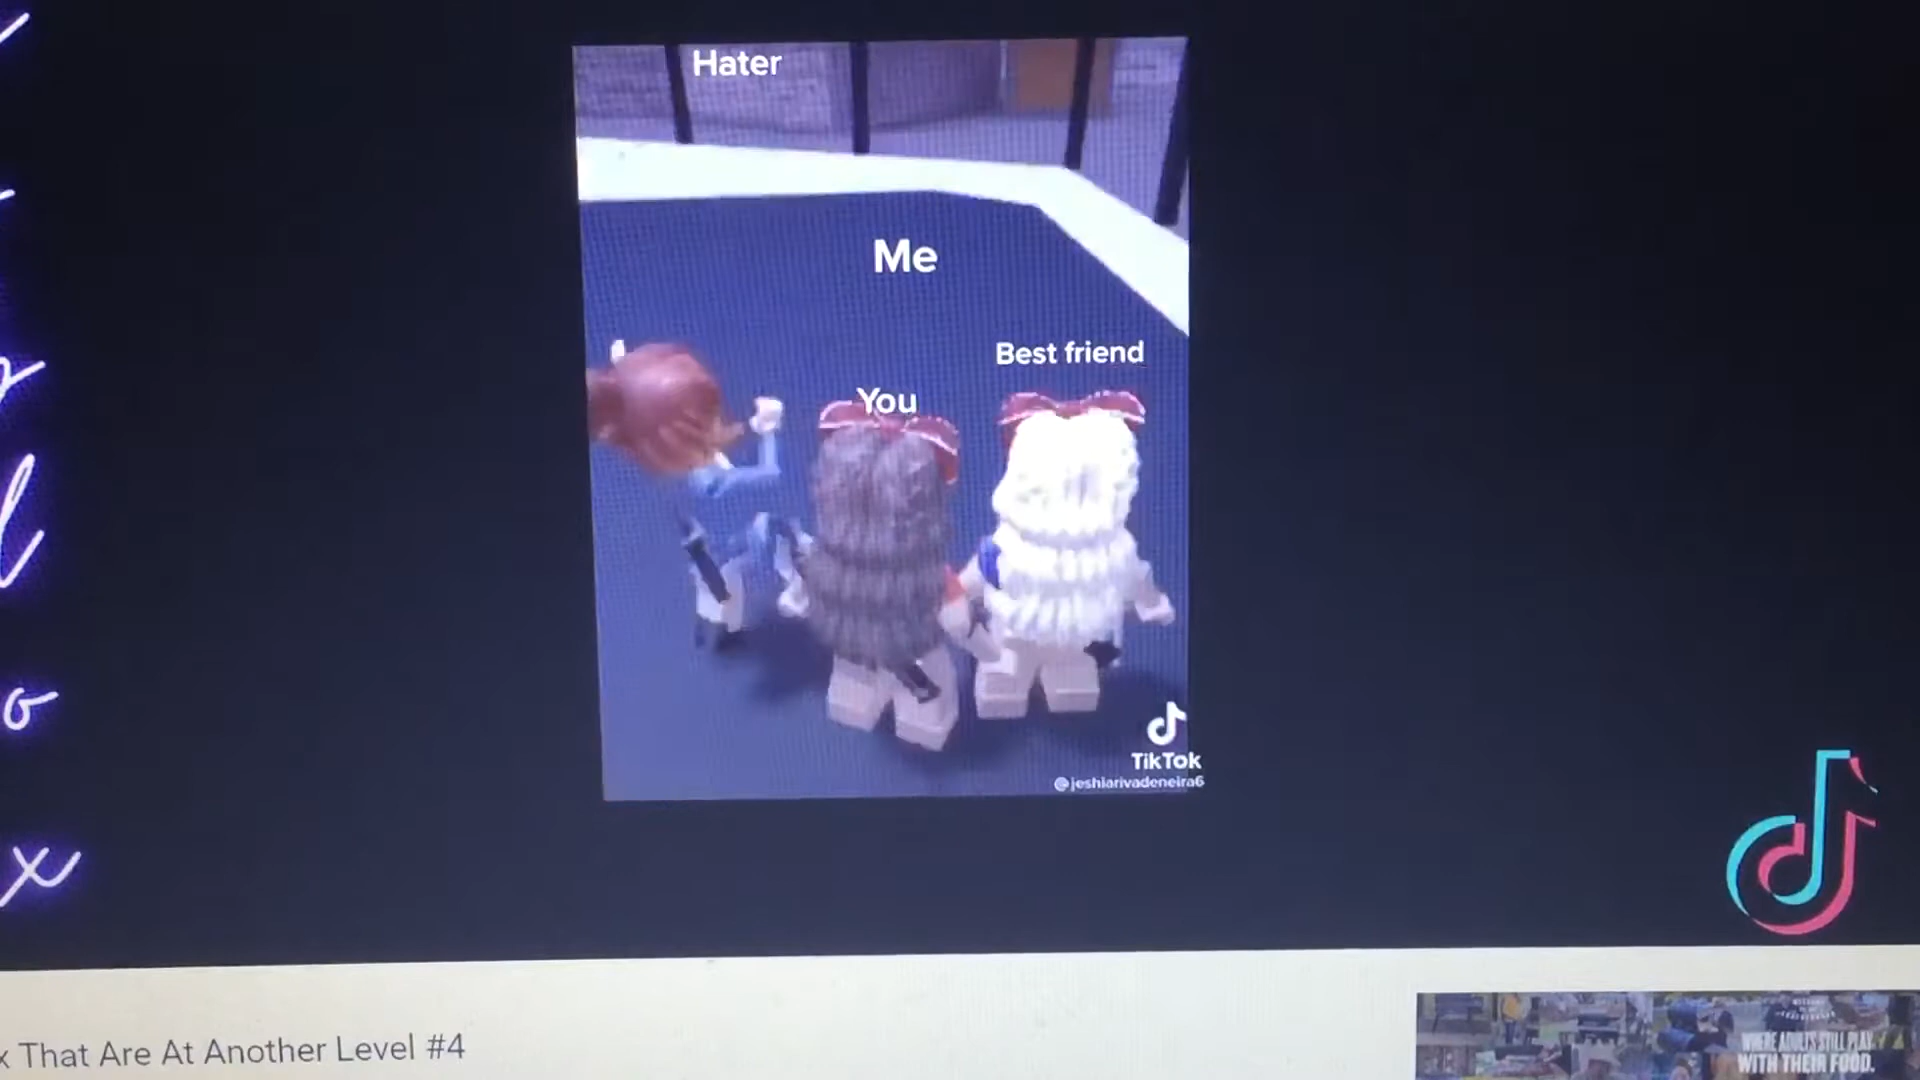 Hater
Me
Best friend
You
TikTok
@jeshiarivadeneira6
l
o
x
x That Are At Another Level #4
WHERE ADULTS STILL PLAY
WITH THEIR FOOD.